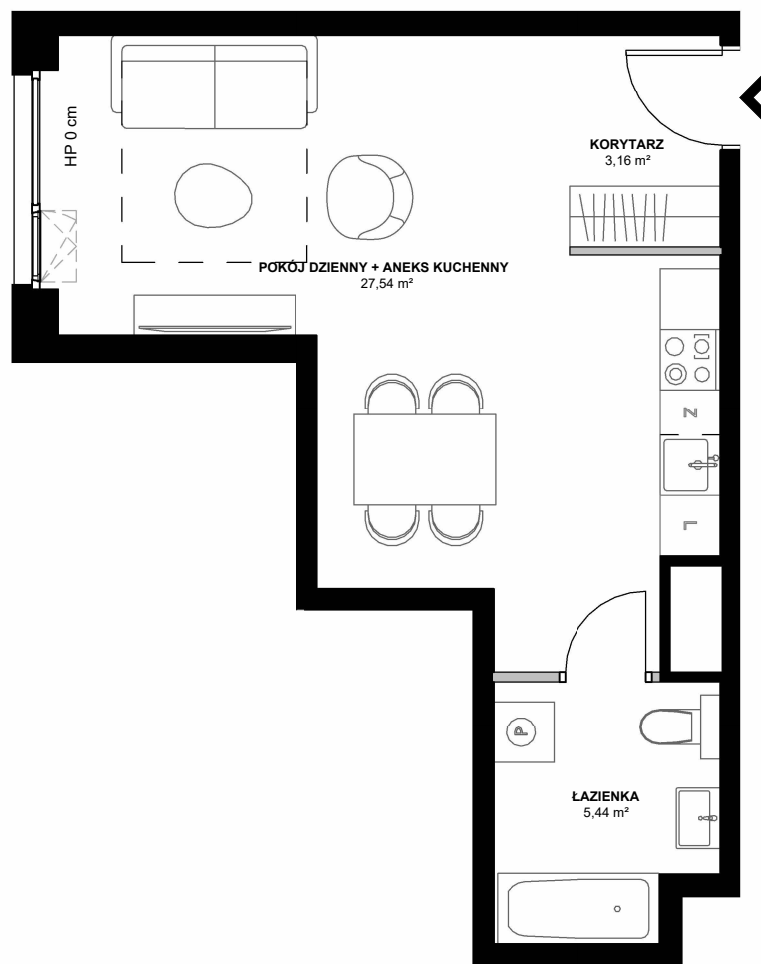 HP 0 cm
KORYTARZ
3,16 m²
POKÓJ DZIENNY + ANEKS KUCHENNY
27,54 m²
Z
L
P
ŁAZIENKA
5,44 m²